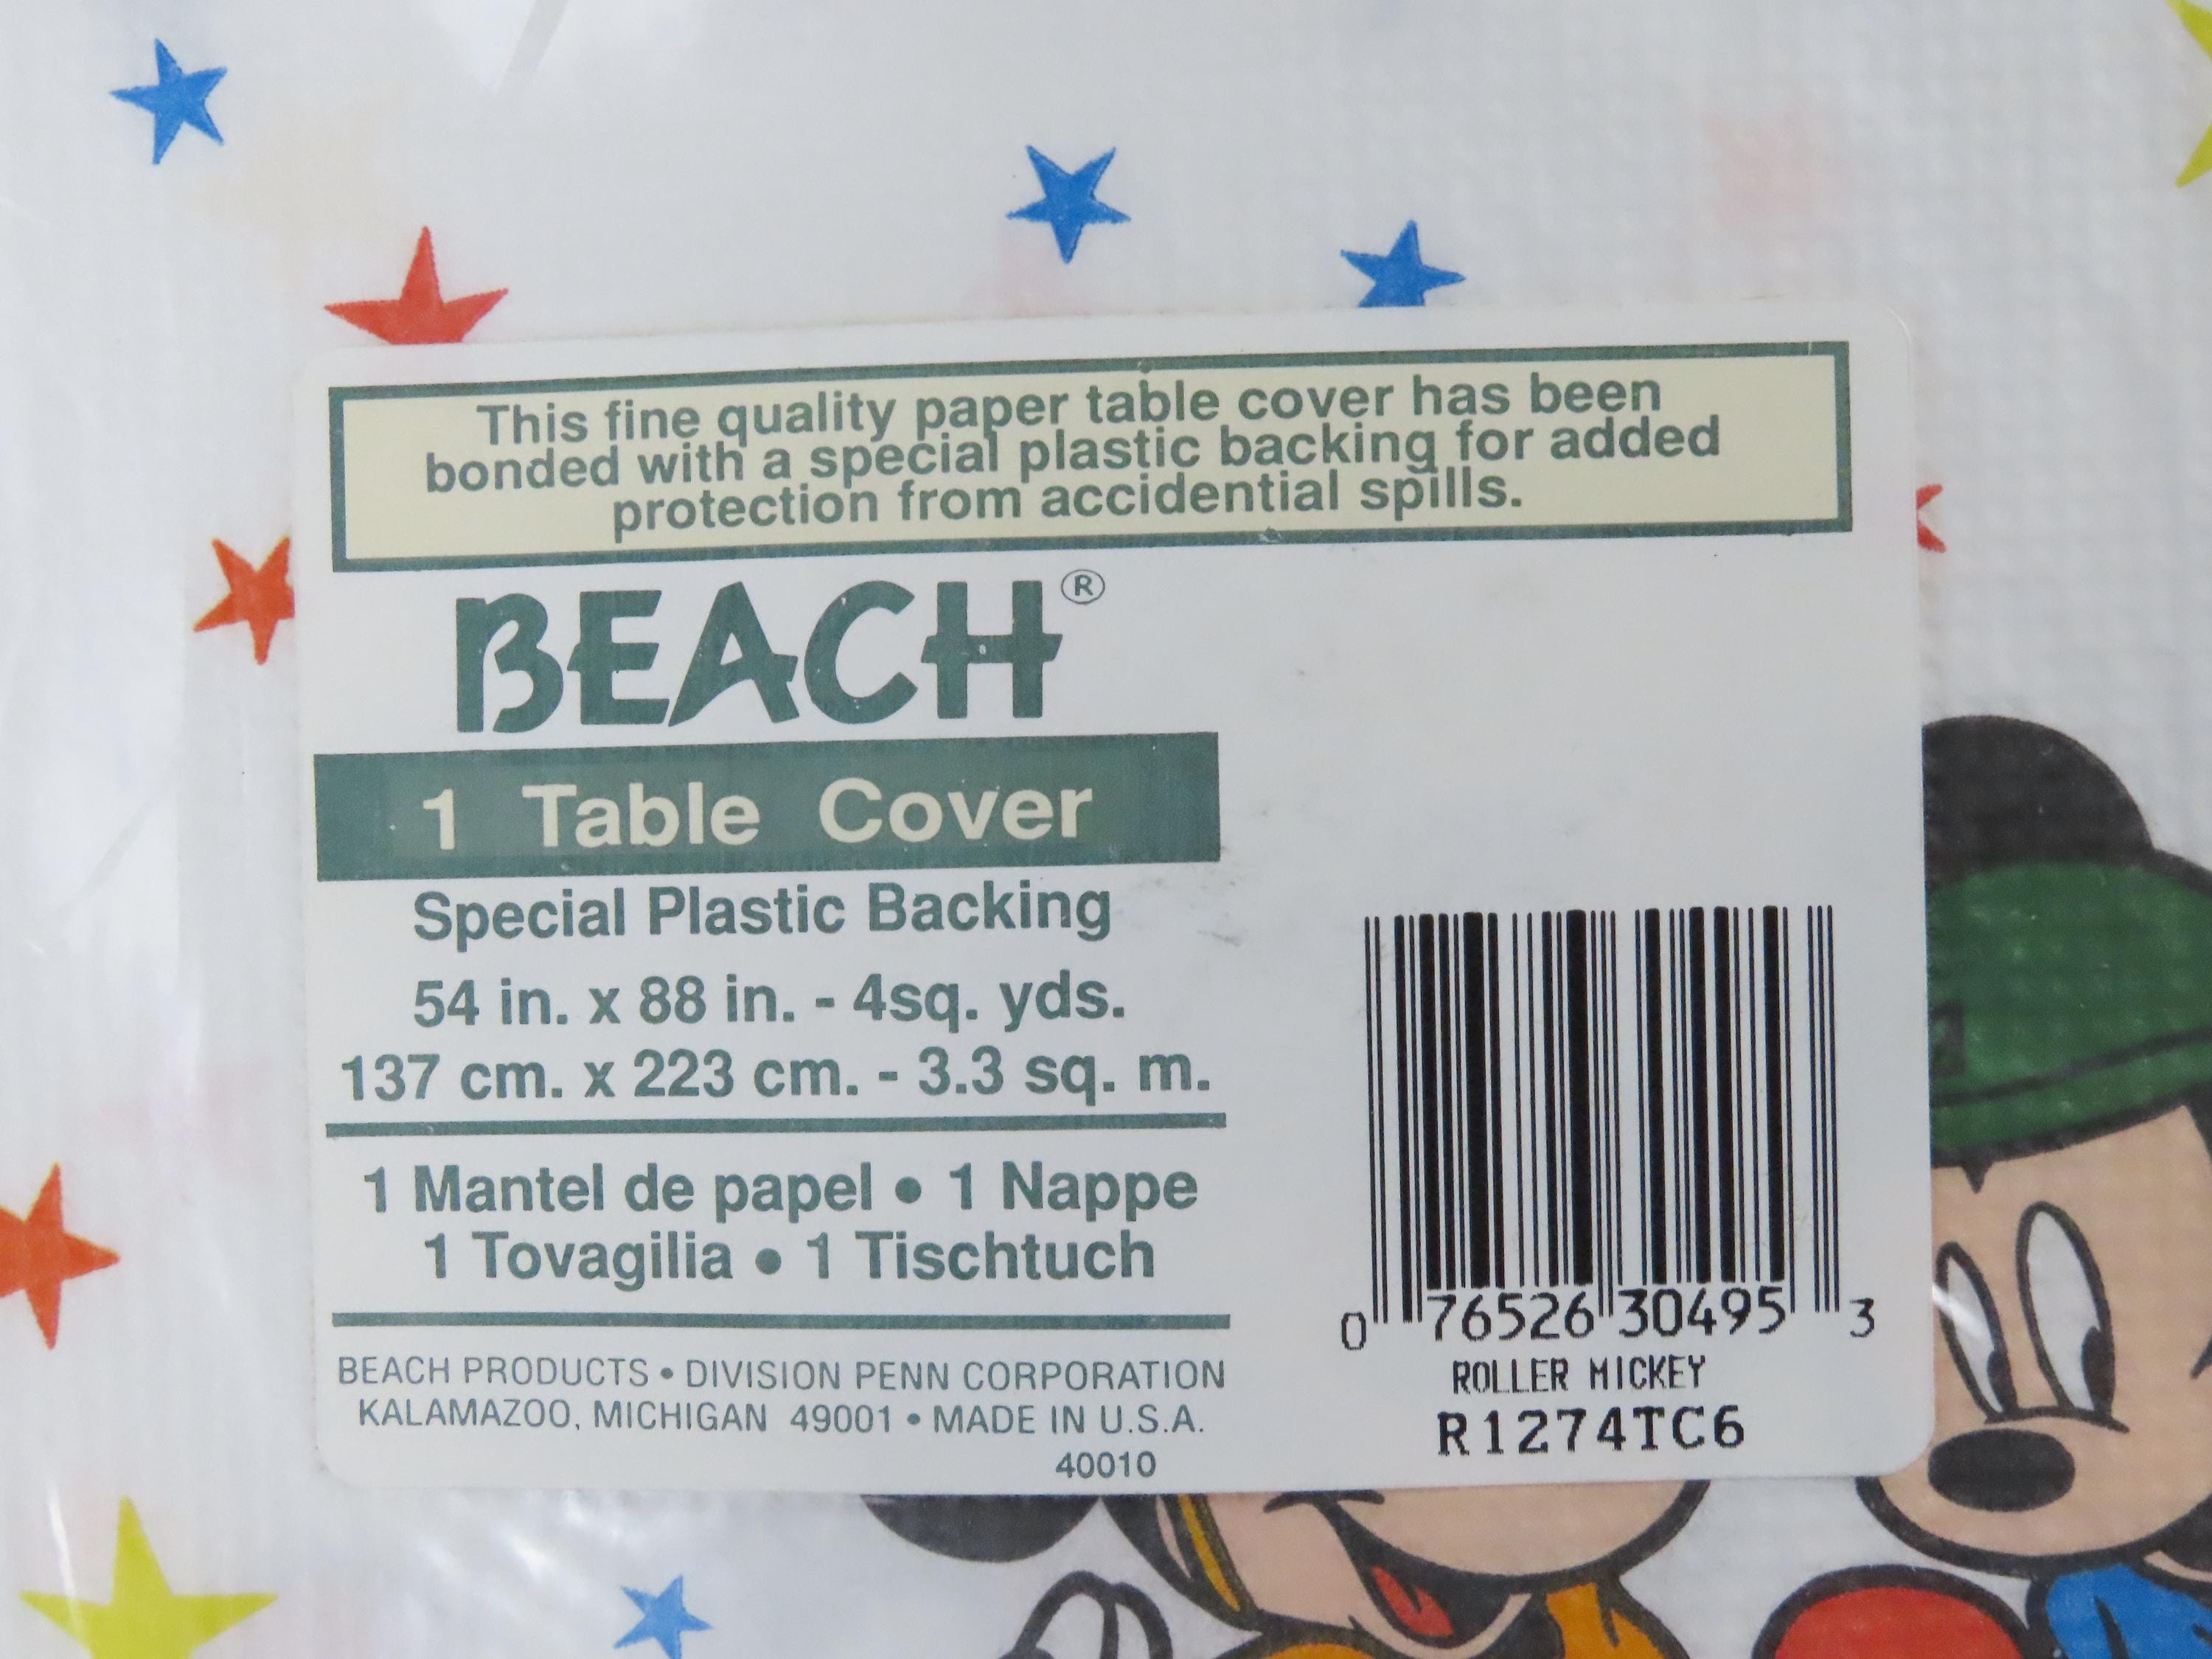 This fine quality paper table cover has been
bonded with a special plastic backing for added
protection from accidential spills.
BEACH®
1 Table Cover
Special Plastic Backing
54 in. x 88 in. - 4sq. yds.
137 cm. x 223 cm. - 3.3 sq. m.
1 Mantel de papel • 1 Nappe
1 Tovagilia • 1 Tischtuch
BEACH PRODUCTS • DIVISION PENN CORPORATION
KALAMAZOO, MICHIGAN 49001 • MADE IN U.S.A.
40010
0 76526 30495 3
ROLLER MICKEY
R1274TC6